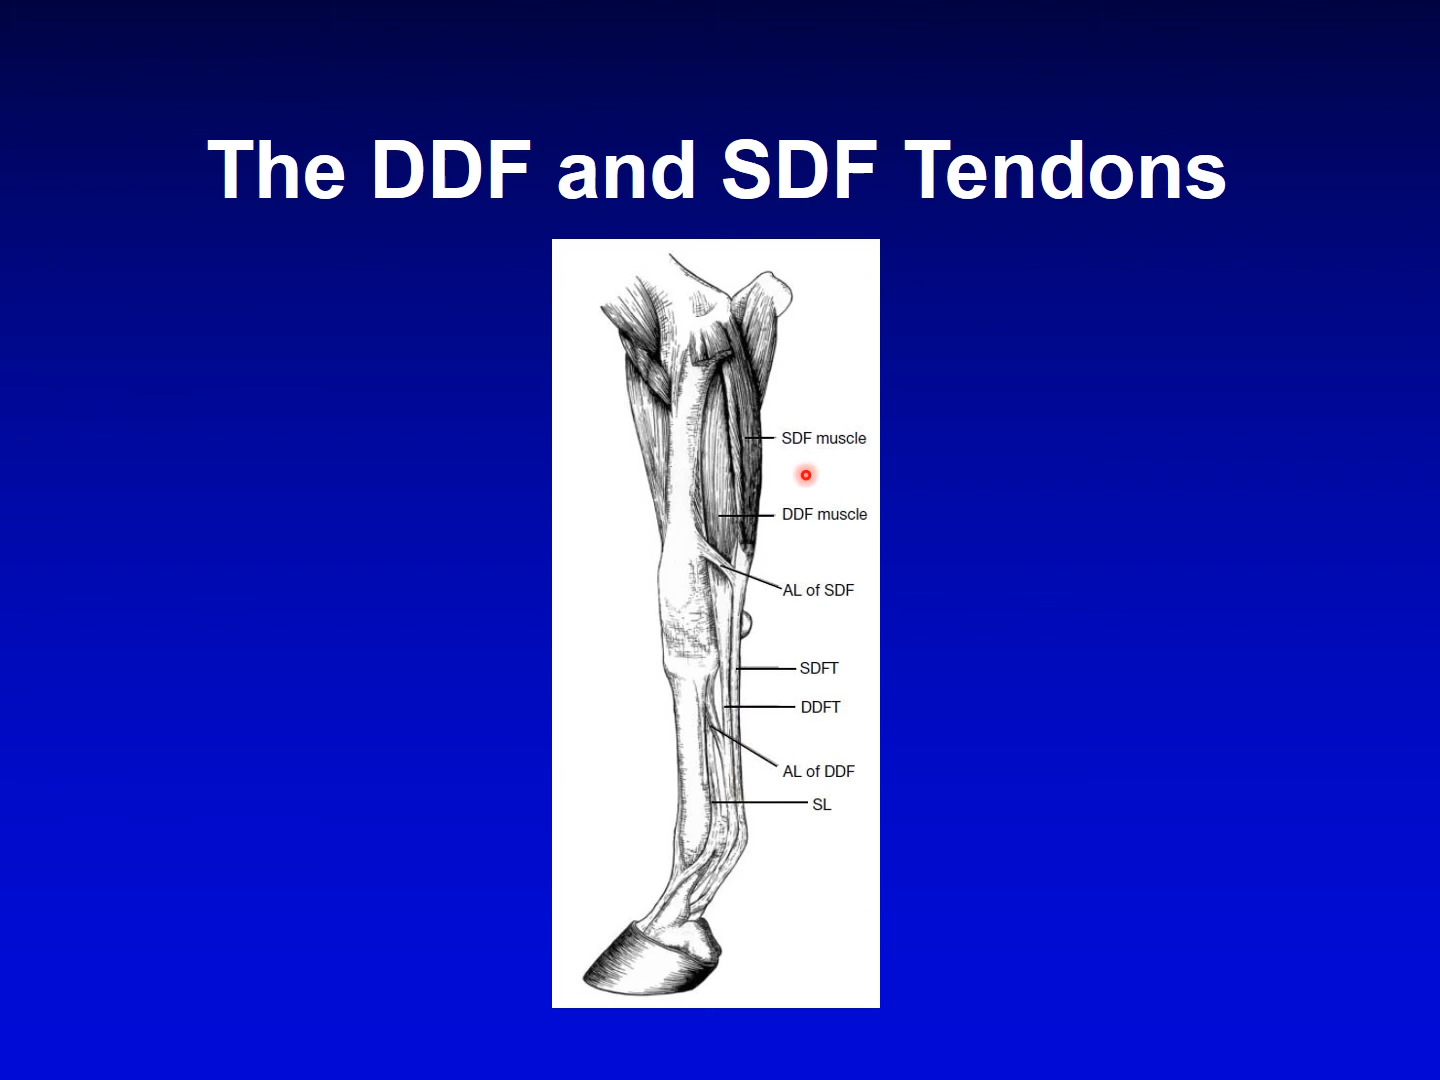 The DDF and SDF Tendons
SDF muscle
DDF muscle
AL of SDF
SDFT
DDFT
AL of DDF
SL